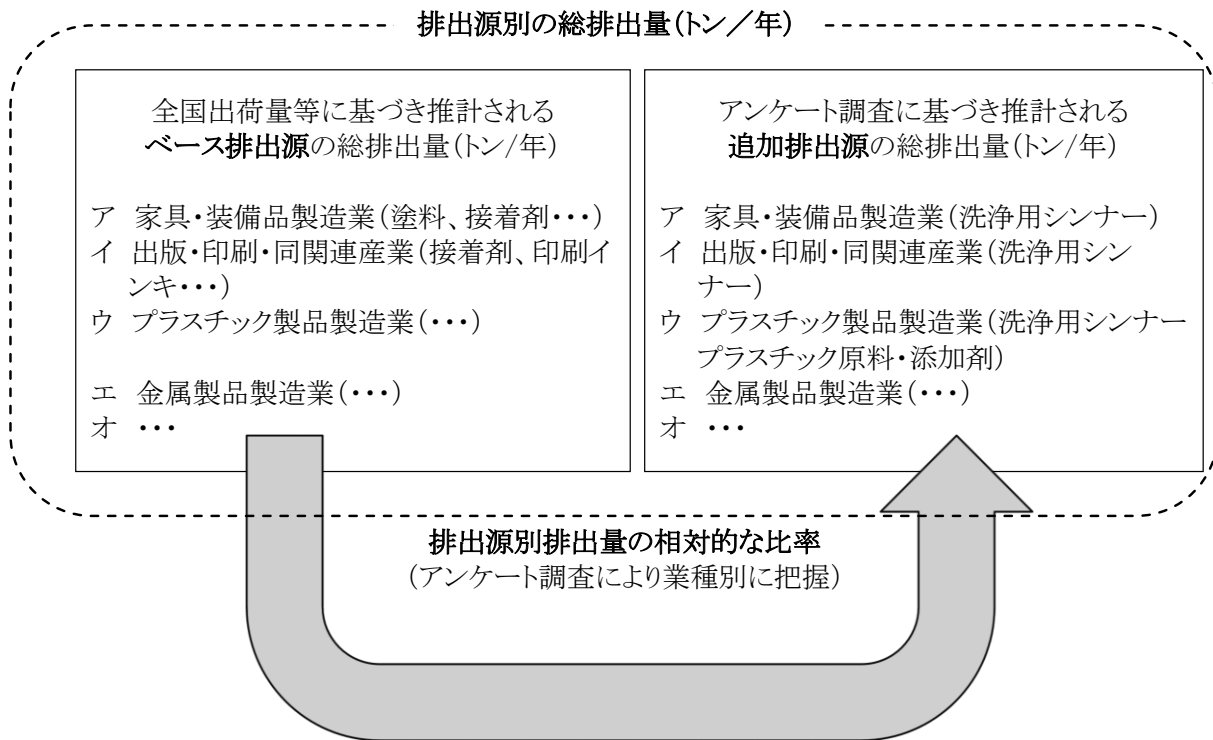 排出源別の総排出量(トン／年)
全国出荷量等に基づき推計される
ベース排出源の総排出量(トン/年)
ア 家具・装備品製造業(塗料、接着剤・・・)
イ 出版・印刷・同関連産業(接着剤、印刷イ
ンキ・・・)
ウ プラスチック製品製造業(・・・)
エ 金属製品製造業(・・・)
オ ・・・
アンケート調査に基づき推計される
追加排出源の総排出量(トン/年)
ア 家具・装備品製造業(洗浄用シンナー)
イ 出版・印刷・同関連産業(洗浄用シン
ナー)
ウ プラスチック製品製造業(洗浄用シンナー
プラスチック原料・添加剤)
エ 金属製品製造業(・・・)
オ ・・・
排出源別排出量の相対的な比率
(アンケート調査により業種別に把握)